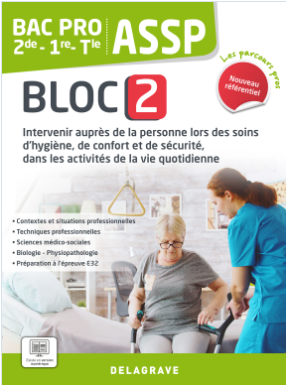 BAC PRO
2de - 1re - Tle
ASSP
Les parcours pros
Nouveau
référentiel
BLOC 2
Intervenir auprès de la personne lors des soins
d'hygiène, de confort et de sécurité,
dans les activités de la vie quotidienne
• Contextes et situations professionnelles
• Techniques professionnelles
• Sciences médico-sociales
• Biologie - Physiopathologie
• Préparation à l'épreuve E32
DELAGRAVE